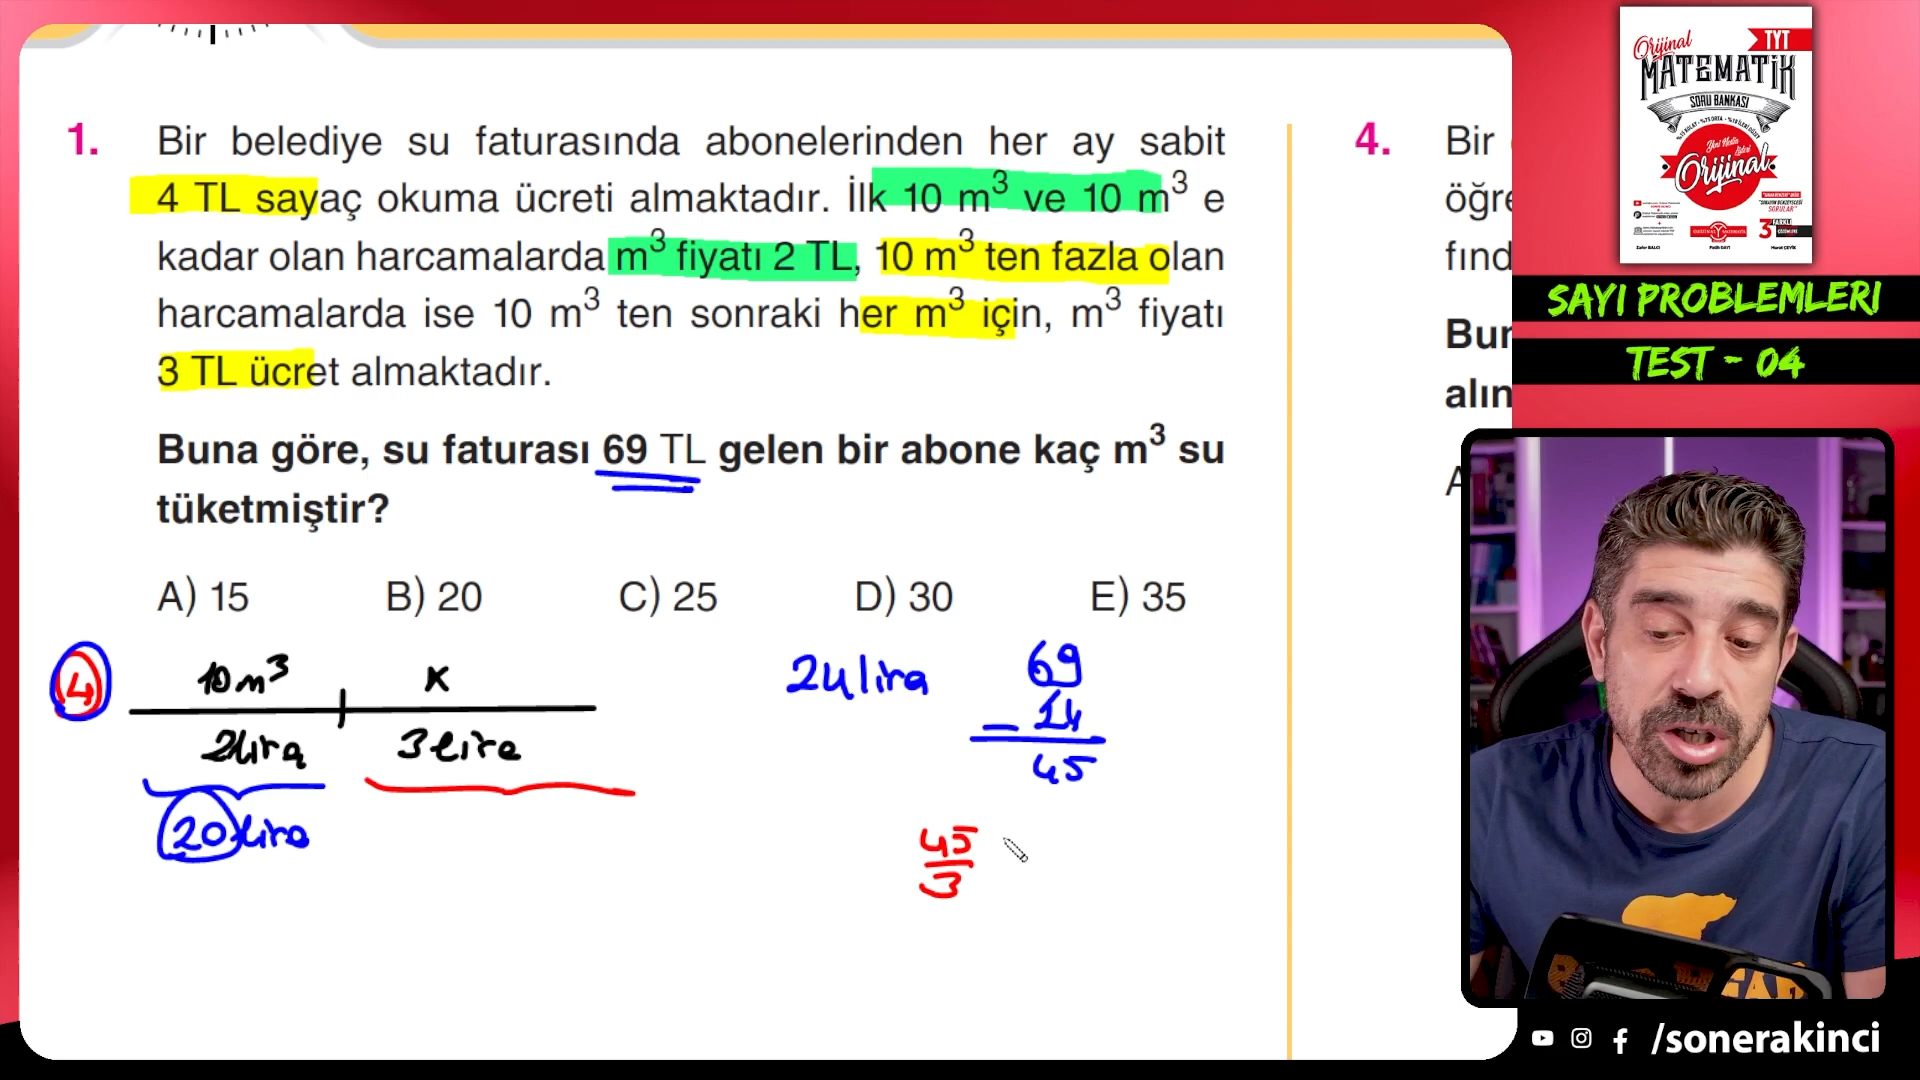 1.
Bir belediye su faturasında abonelerinden her ay sabit
4 TL sayaç okuma ücreti almaktadır. İlk 10 m³ ve 10 m³ e
kadar olan harcamalarda m³ fiyatı 2 TL, 10 m³ ten fazla olan
harcamalarda ise 10 m³ ten sonraki her m³ için, m³ fiyatı
3 TL ücret almaktadır.
Buna göre, su faturası 69 TL gelen bir abone kaç m³ su
tüketmiştir?
A) 15 B) 20 C) 25 D) 30 E) 35
4
10m³ x
2lira 3lira
20lira
24lira
69
- 24
45
45
3
4.
Bir
öğre
fınd
Bun
alın
A
Orijinal
TYT
MATEMATİK
SORU BANKASI
Orijinal
SAYI PROBLEMLERI
TEST - 04
/sonerakinci